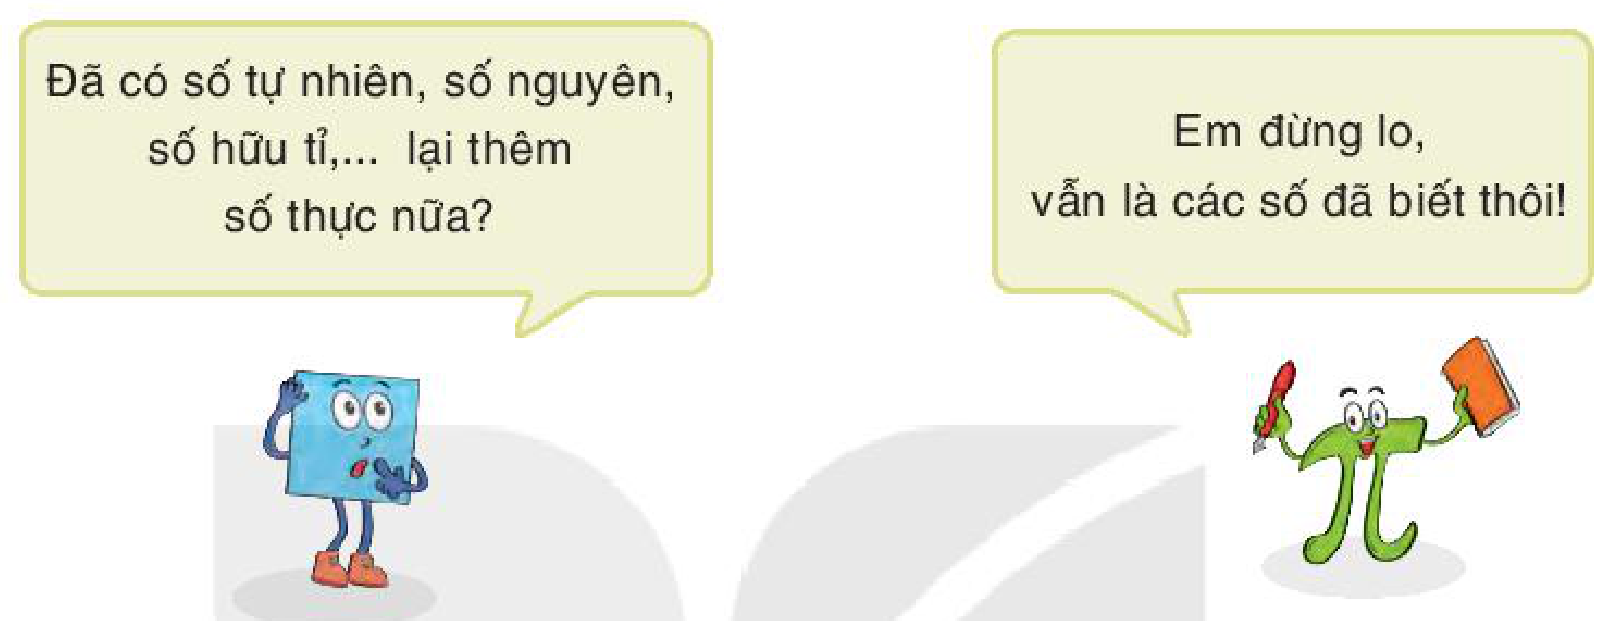 Đã có số tự nhiên, số nguyên,
số hữu tỉ,... lại thêm
số thực nữa?
Em đừng lo,
vẫn là các số đã biết thôi!